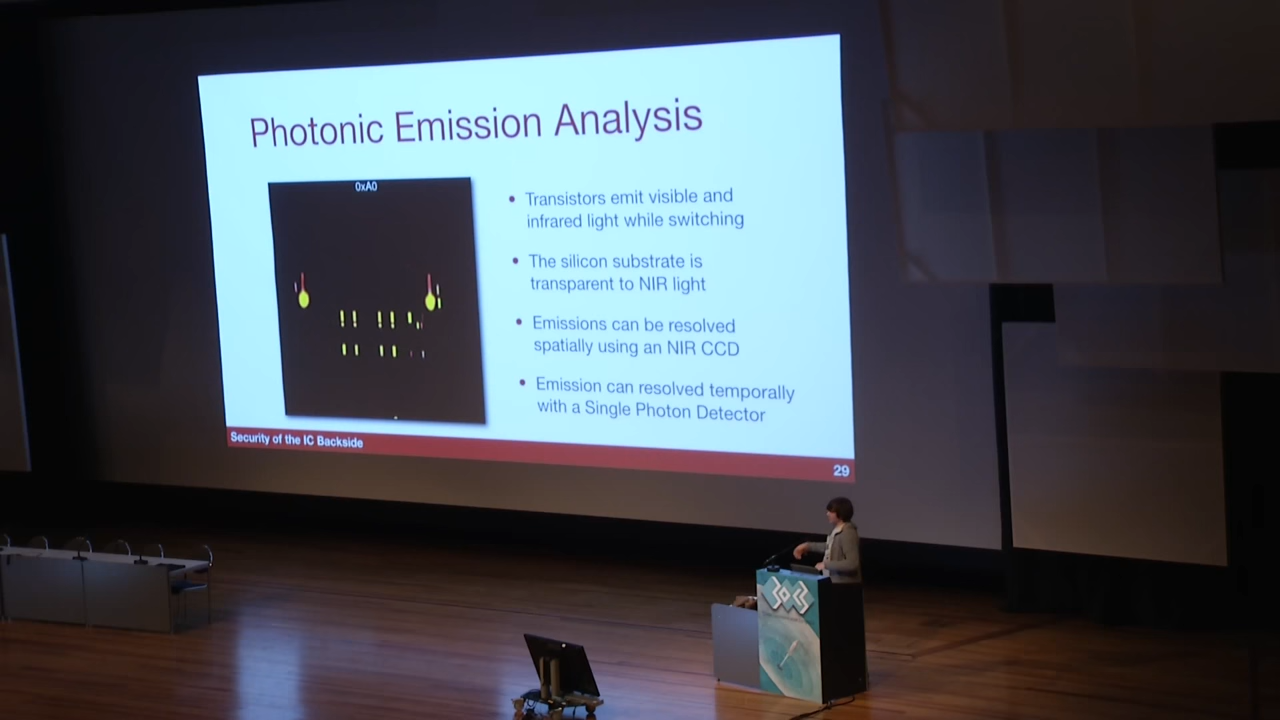 Photonic Emission Analysis
0xA0
• Transistors emit visible and
infrared light while switching
• The silicon substrate is
transparent to NIR light
• Emissions can be resolved
spatially using an NIR CCD
• Emission can resolved temporally
with a Single Photon Detector
Security of the IC Backside
29
30C3